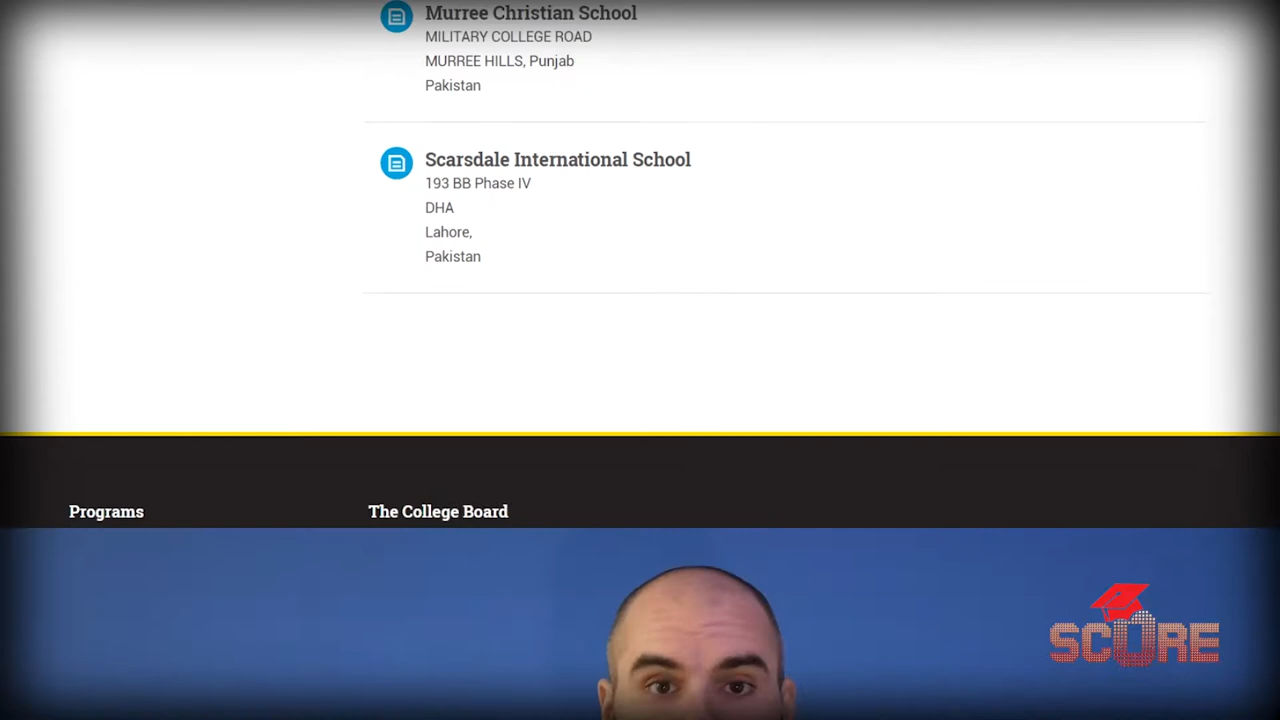 Murree Christian School
MILITARY COLLEGE ROAD
MURREE HILLS, Punjab
Pakistan
Scarsdale International School
193 BB Phase IV
DHA
Lahore,
Pakistan
Programs
The College Board
SCORE